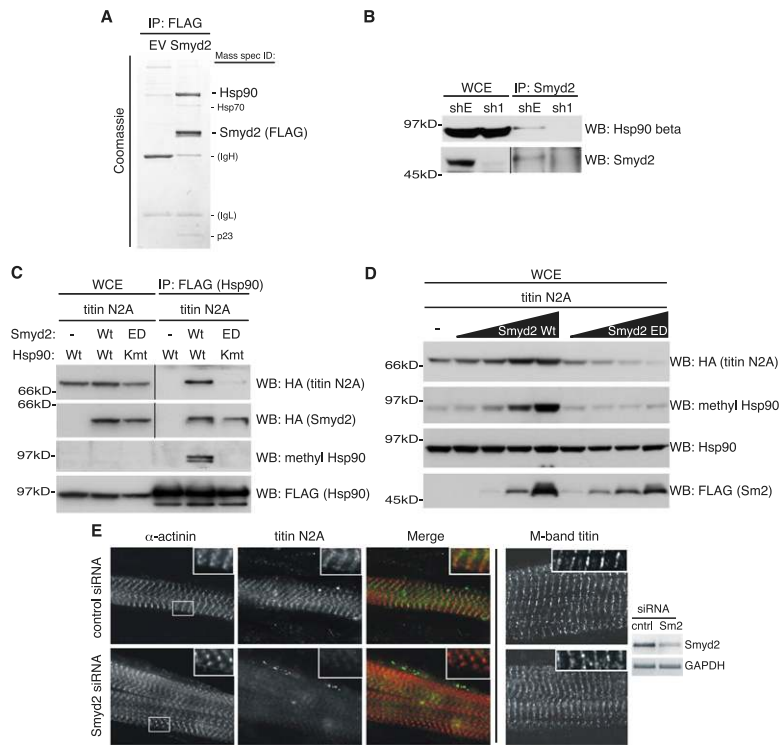 A
IP: FLAG
EV Smyd2
Mass spec ID:
Coomassie
- Hsp90
- Hsp70
- Smyd2 (FLAG)
- (IgH)
- (IgL)
- p23
B
WCE IP: Smyd2
shE sh1 shE sh1
97kD-
WB: Hsp90 beta
WB: Smyd2
45kD-
C
WCE IP: FLAG (Hsp90)
titin N2A titin N2A
Smyd2: - Wt ED - Wt ED
Hsp90: Wt Wt Kmt Wt Wt Kmt
66kD-
WB: HA (titin N2A)
66kD-
WB: HA (Smyd2)
97kD-
WB: methyl Hsp90
97kD-
WB: FLAG (Hsp90)
D
WCE
titin N2A
- Smyd2 Wt Smyd2 ED
66kD-
WB: HA (titin N2A)
97kD-
WB: methyl Hsp90
97kD-
WB: Hsp90
45kD-
WB: FLAG (Sm2)
E
α-actinin titin N2A Merge M-band titin
control siRNA
Smyd2 siRNA
siRNA
cntrl Sm2
Smyd2
GAPDH